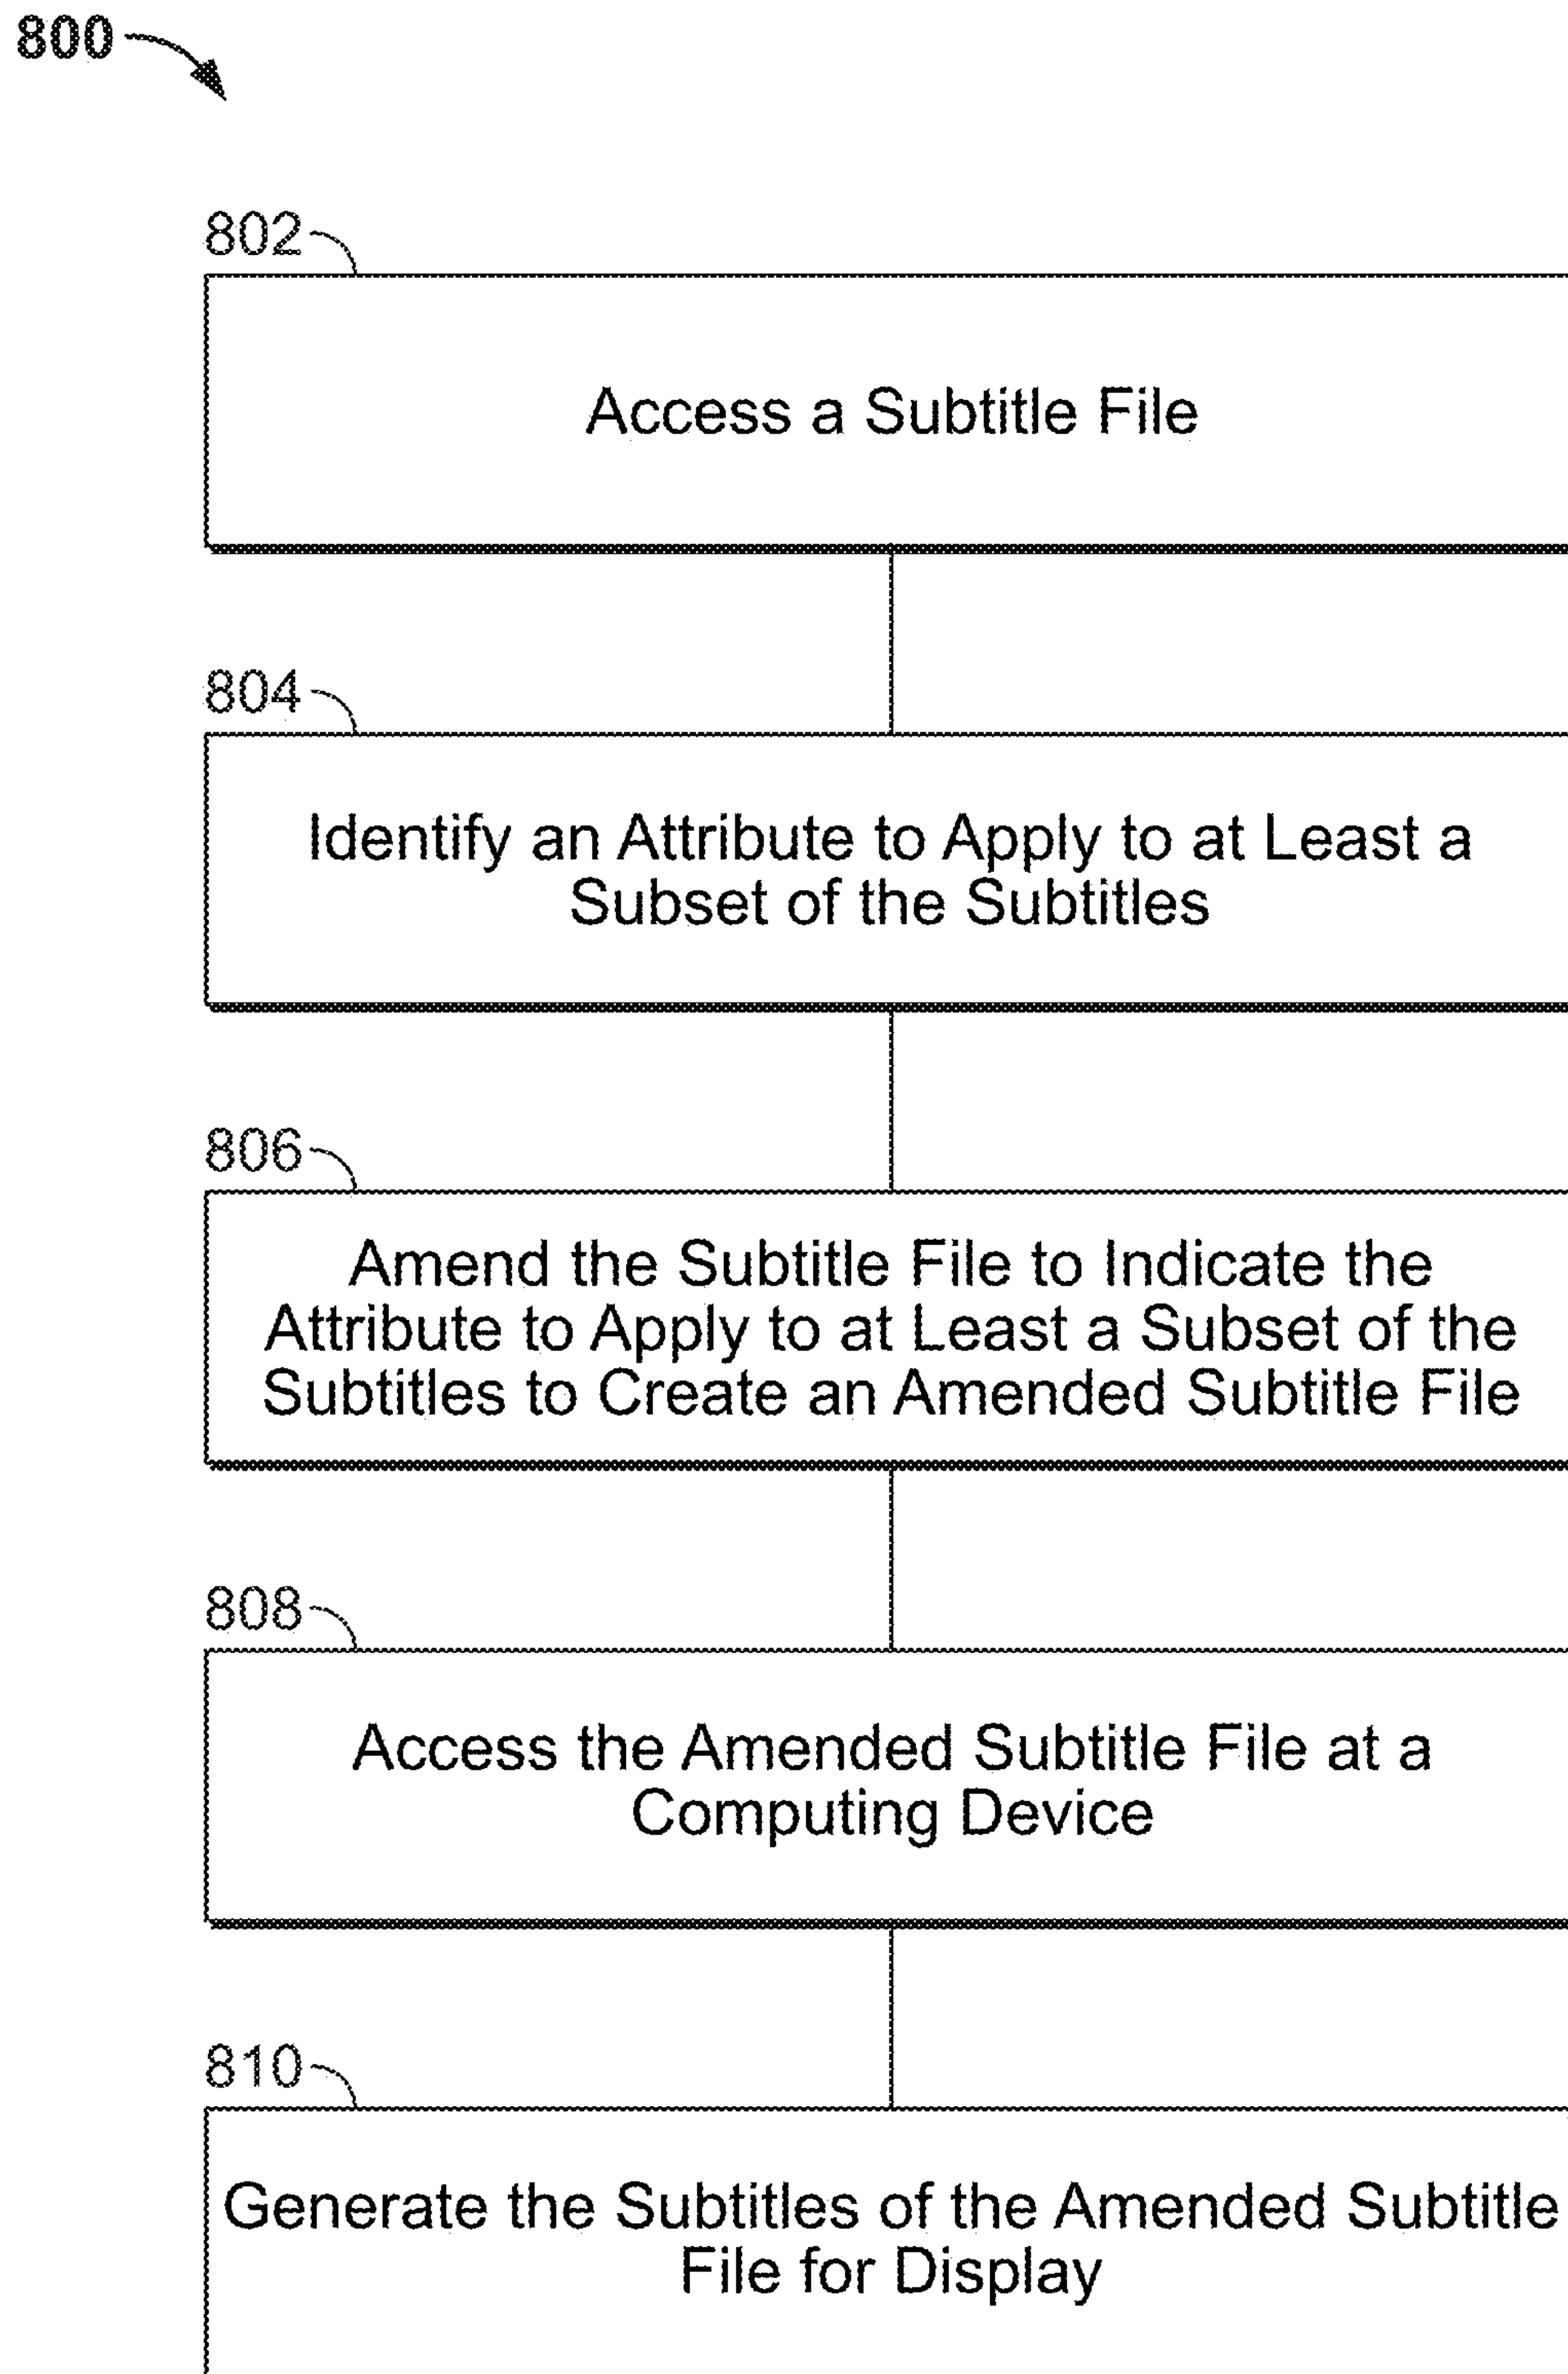 800
802
Access a Subtitle File
804
Identify an Attribute to Apply to at Least a
Subset of the Subtitles
806
Amend the Subtitle File to Indicate the
Attribute to Apply to at Least a Subset of the
Subtitles to Create an Amended Subtitle File
808
Access the Amended Subtitle File at a
Computing Device
810
Generate the Subtitles of the Amended Subtitle
File for Display